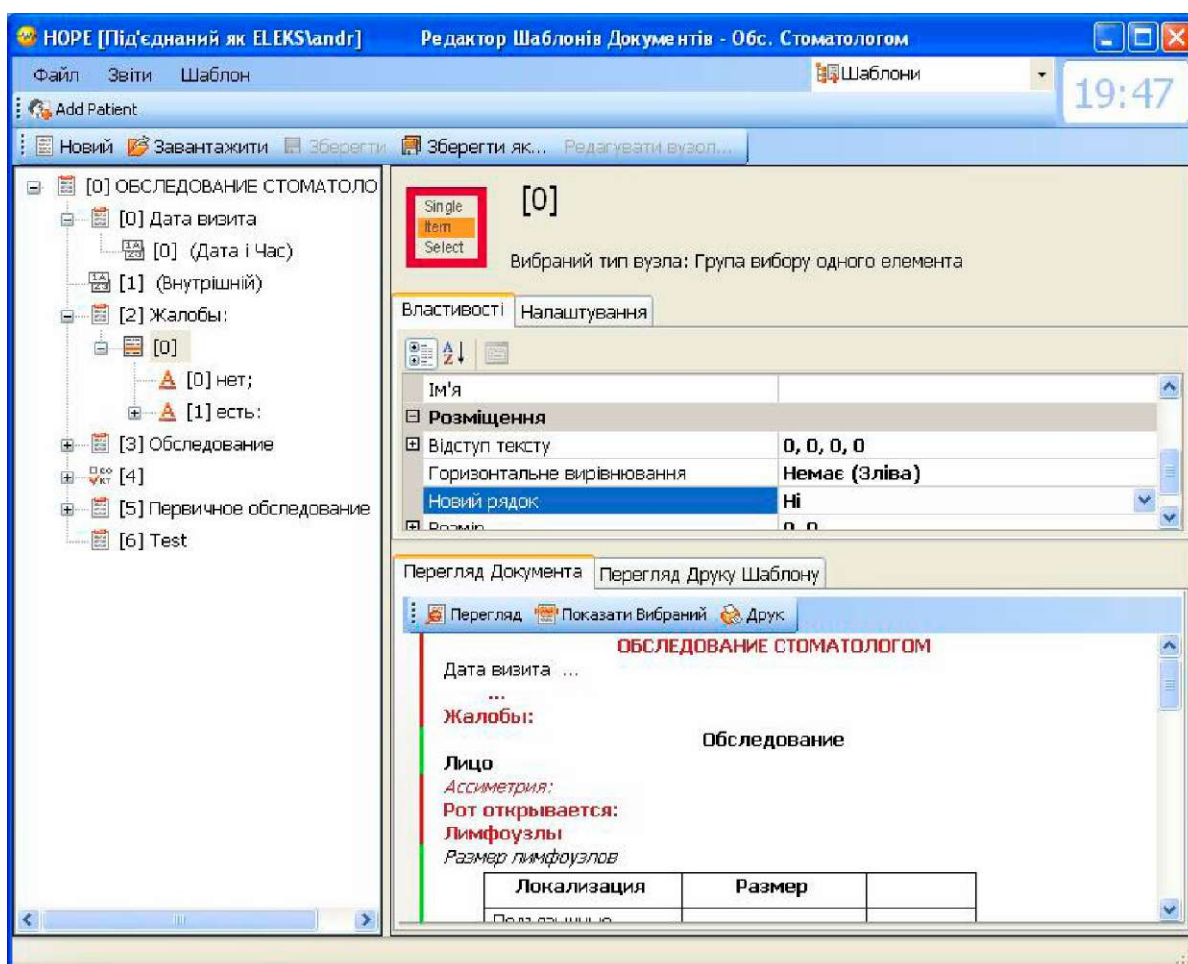 HOPE [Під'єднаний як ELEKS\andr] Редактор Шаблонів Документів - Обс. Стоматологом
Файл Звіти Шаблон Шаблони
19:47
Add Patient
Новий Завантажити Зберегти Зберегти як... Редагувати вузол...
[0] ОБСЛЕДОВАНИЕ СТОМАТОЛО
[0] Дата визита
[0] (Дата і Час)
[1] (Внутрішній)
[2] Жалобы:
[0]
[0] нет;
[1] есть:
[3] Обследование
[4]
[5] Первичное обследование
[6] Test
Single
Item
Select
[0]
Вибраний тип вузла: Група вибору одного елемента
Властивості Налаштування
Ім'я
Розміщення
Відступ тексту 0, 0, 0, 0
Горизонтальне вирівнювання Немає (Зліва)
Новий рядок Ні
Розмір 0, 0
Перегляд Документа Перегляд Друку Шаблону
Перегляд Показати Вибраний Друк
ОБСЛЕДОВАНИЕ СТОМАТОЛОГОМ
Дата визита ...
...
Жалобы:
Обследование
Лицо
Ассиметрия:
Рот открывается:
Лимфоузлы
Размер лимфоузлов
Локализация Размер